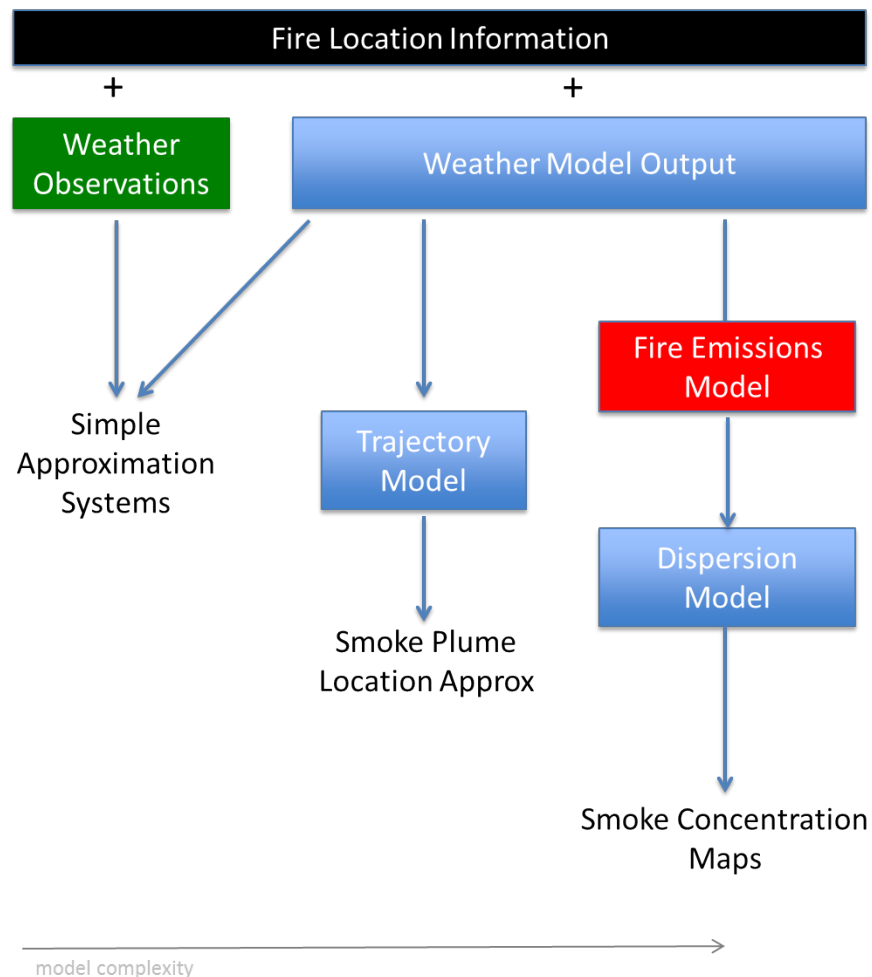 Fire Location Information
+
+
Weather
Observations
Weather Model Output
Fire Emissions
Model
Simple
Approximation
Systems
Trajectory
Model
Dispersion
Model
Smoke Plume
Location Approx
Smoke Concentration
Maps
model complexity